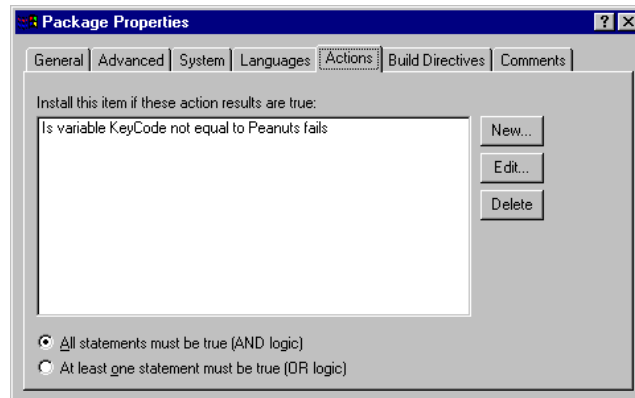 Package Properties
General Advanced System Languages Actions Build Directives Comments
Install this item if these action results are true:
Is variable KeyCode not equal to Peanuts fails
New...
Edit...
Delete
All statements must be true (AND logic)
At least one statement must be true (OR logic)